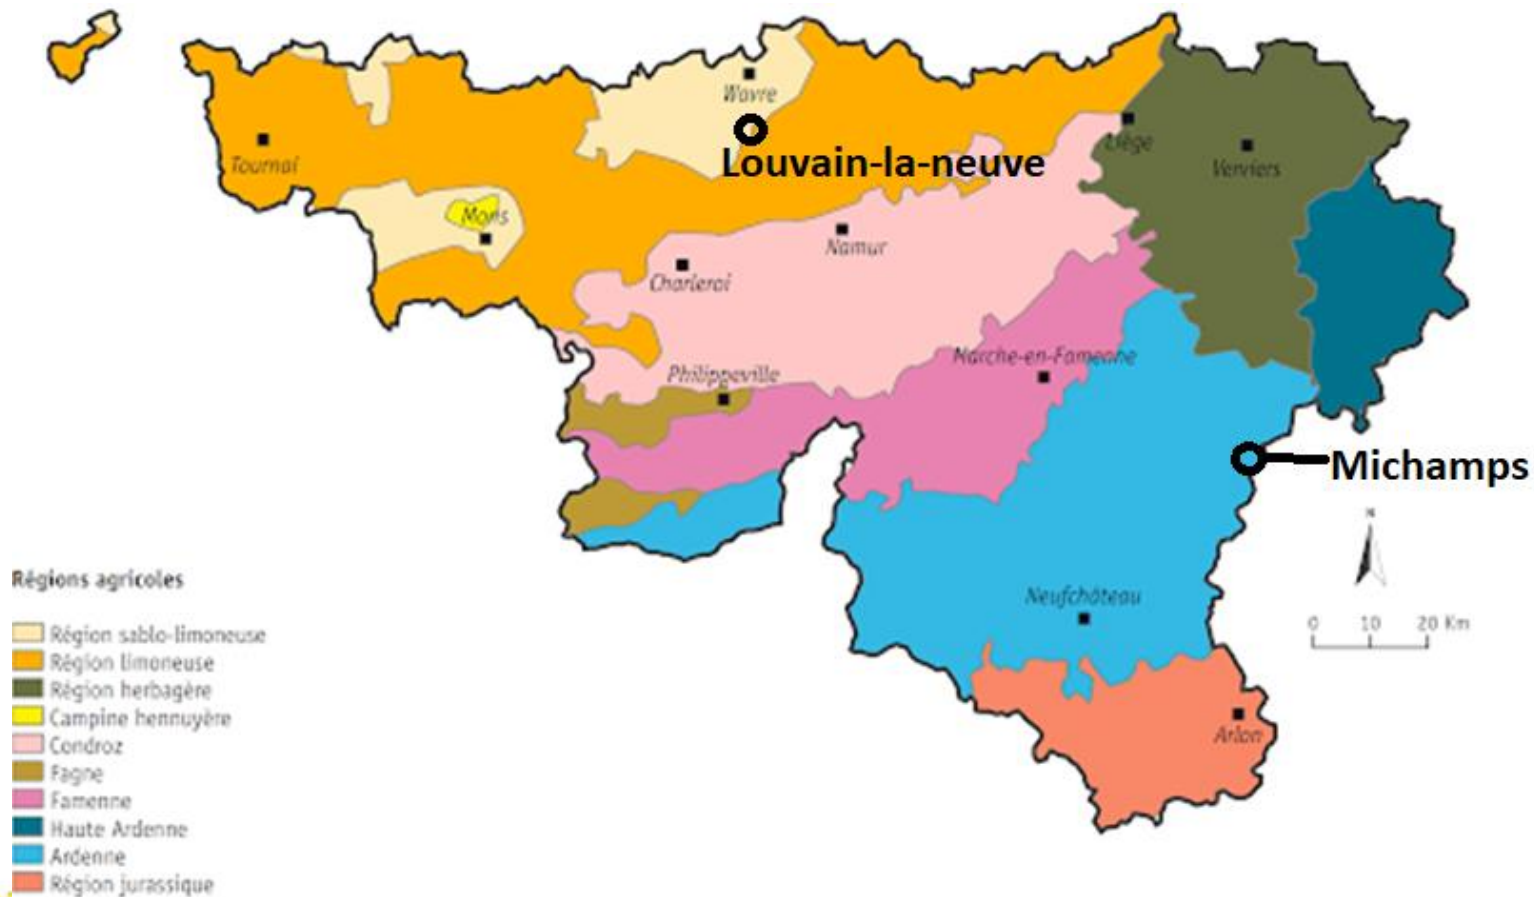 Wavre
Louvain-la-neuve
Tournai
Liège
Verviers
Mons
Namur
Charleroi
Marche-en-Famenne
Philippeville
Michamps
N
Neufchâteau
0 10 20 Km
Arlon
Régions agricoles
Région sablo-limoneuse
Région limoneuse
Région herbagère
Campine hennuyère
Condroz
Fagne
Famenne
Haute Ardenne
Ardenne
Région jurassique